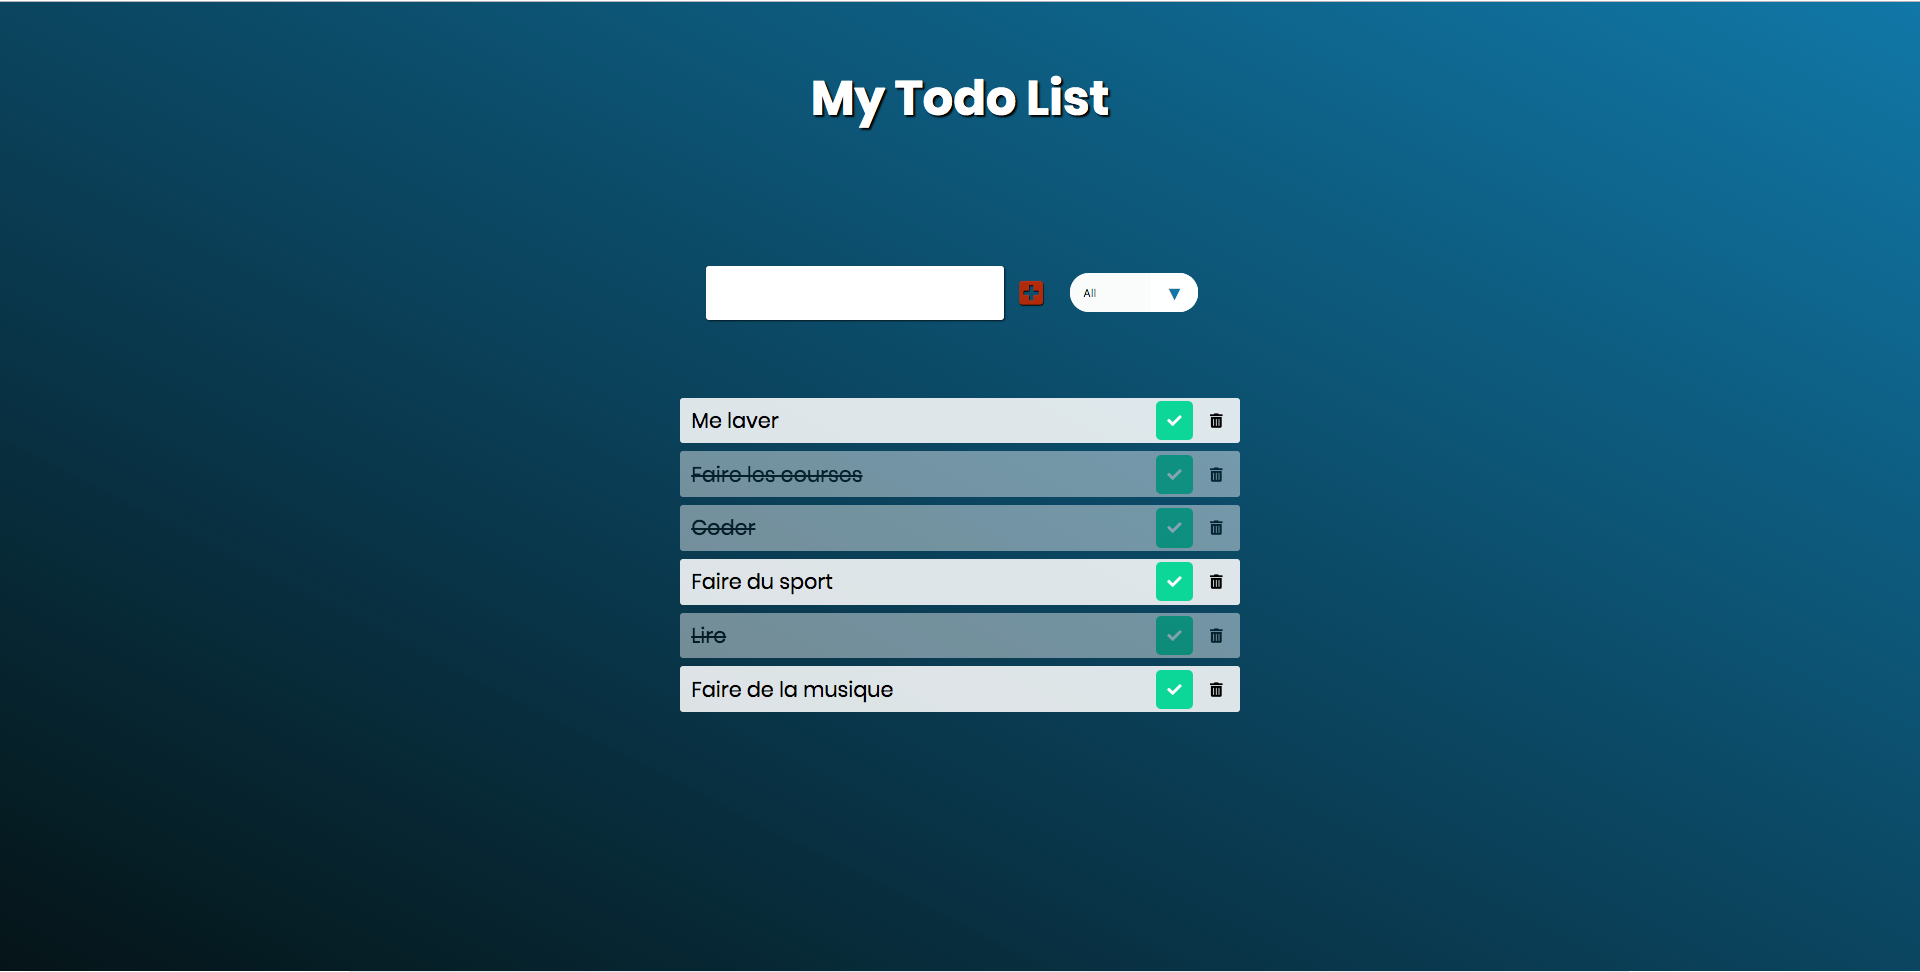 My Todo List
All
Me laver
Faire les courses
Coder
Faire du sport
Lire
Faire de la musique